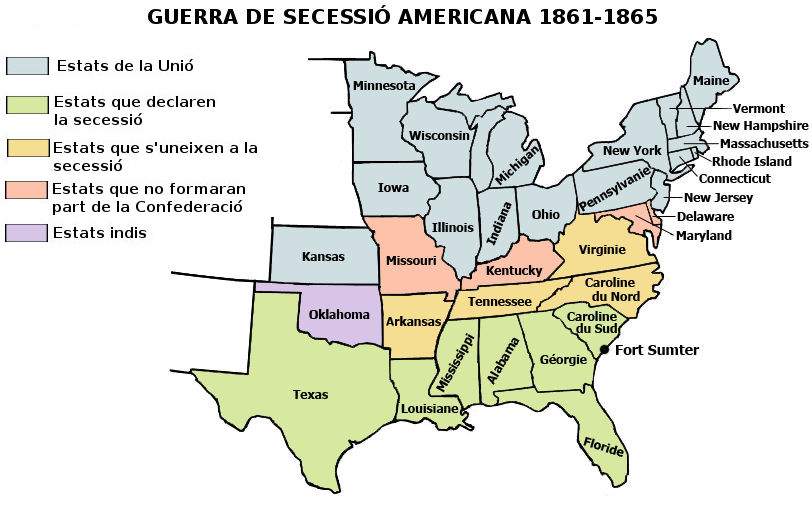 GUERRA DE SECESSIÓ AMERICANA 1861-1865
Estats de la Unió
Estats que declaren
la secessió
Estats que s'uneixen a la
secessió
Estats que no formaran
part de la Confederació
Estats indis
Minnesota
Wisconsin
Michigan
Maine
Vermont
New Hampshire
Massachusetts
Rhode Island
Connecticut
New York
Pennsylvanie
New Jersey
Delaware
Maryland
Iowa
Illinois
Indiana
Ohio
Kansas
Missouri
Kentucky
Virginie
Oklahoma
Arkansas
Tennessee
Caroline
du Nord
Caroline
du Sud
Fort Sumter
Texas
Louisiane
Mississippi
Alabama
Géorgie
Floride